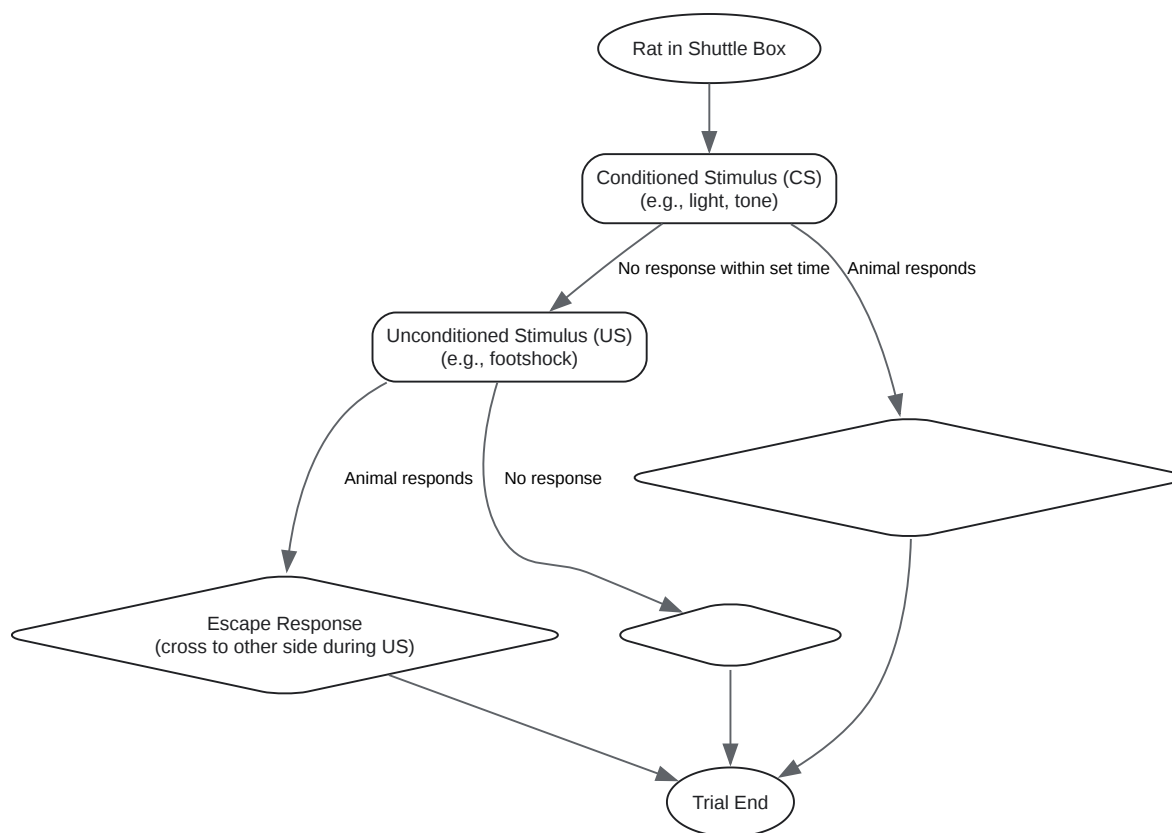 Rat in Shuttle Box
Conditioned Stimulus (CS)
(e.g., light, tone)
No response within set time
Animal responds
Unconditioned Stimulus (US)
(e.g., footshock)
Animal responds
No response
Escape Response
(cross to other side during US)
Trial End